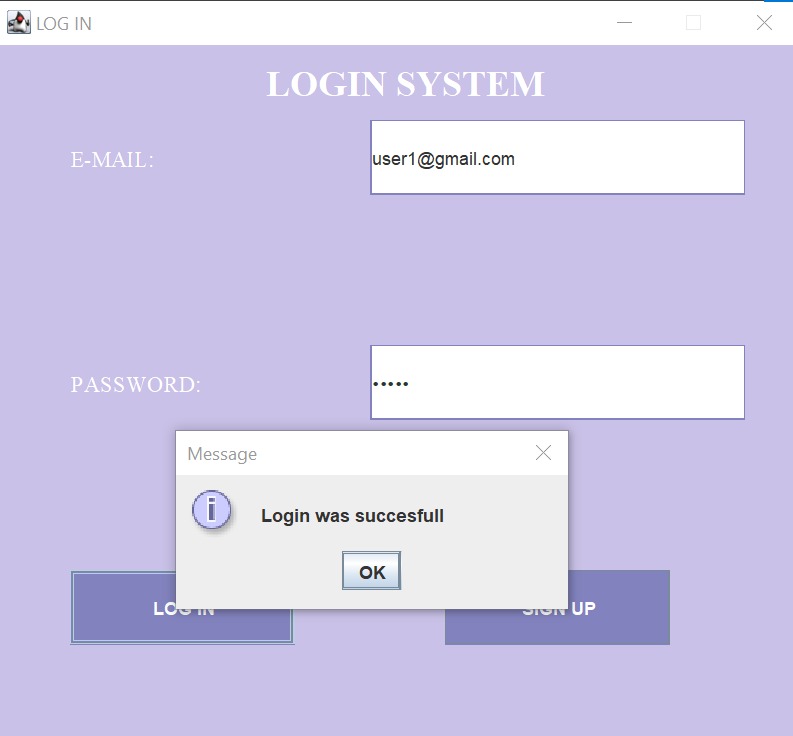 LOG IN
LOGIN SYSTEM
E-MAIL:
user1@gmail.com
PASSWORD:
•••••
Message
Login was succesfull
OK
LOG IN
SIGN UP